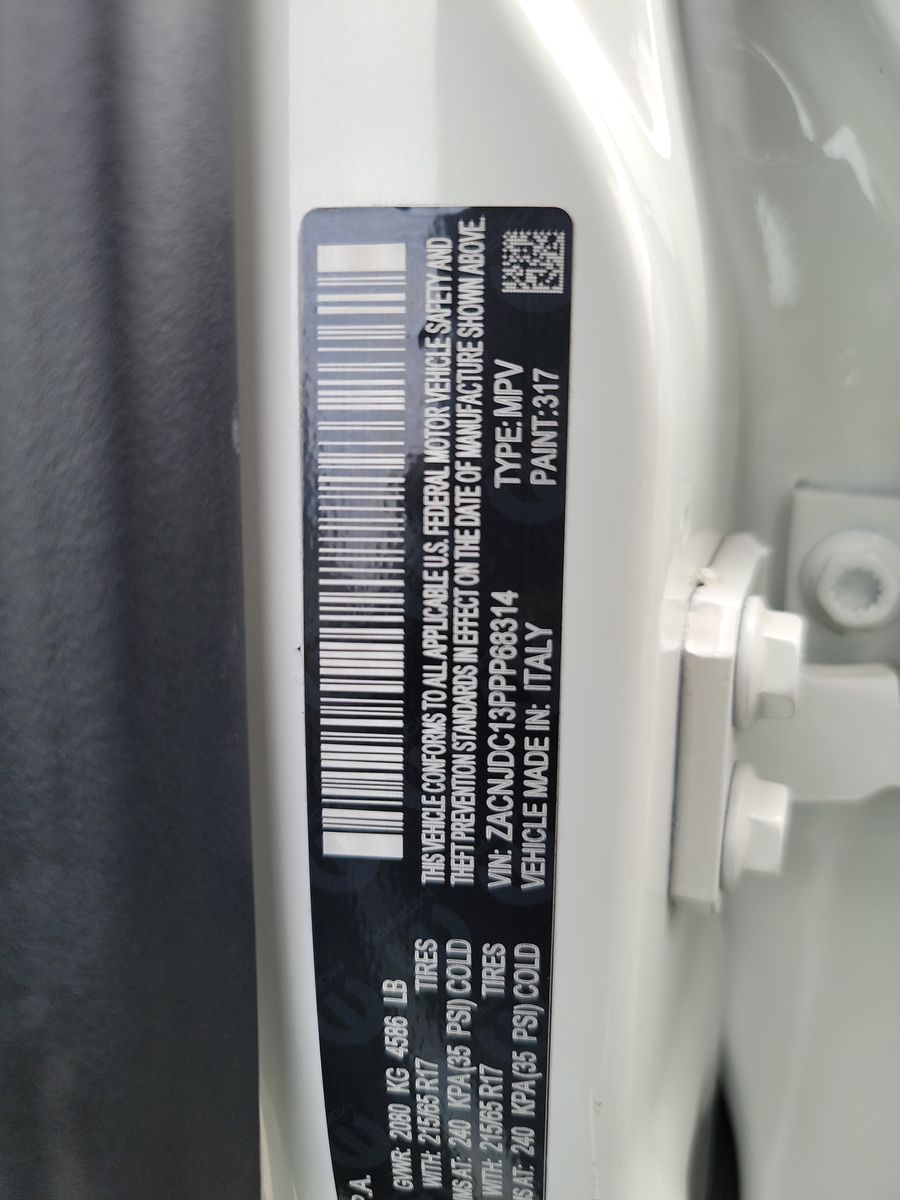 P.A.
GVWR: 2080 KG 4586 LB
WITH: 215/65 R17 TIRES
MS AT: 240 KPA(35 PSI) COLD
WITH: 215/65 R17 TIRES
S AT: 240 KPA(35 PSI) COLD
THIS VEHICLE CONFORMS TO ALL APPLICABLE U.S. FEDERAL MOTOR VEHICLE SAFETY AND
THEFT PREVENTION STANDARDS IN EFFECT ON THE DATE OF MANUFACTURE SHOWN ABOVE.
VIN: ZACNJDC13PPP68314 TYPE: MPV
VEHICLE MADE IN: ITALY PAINT:317